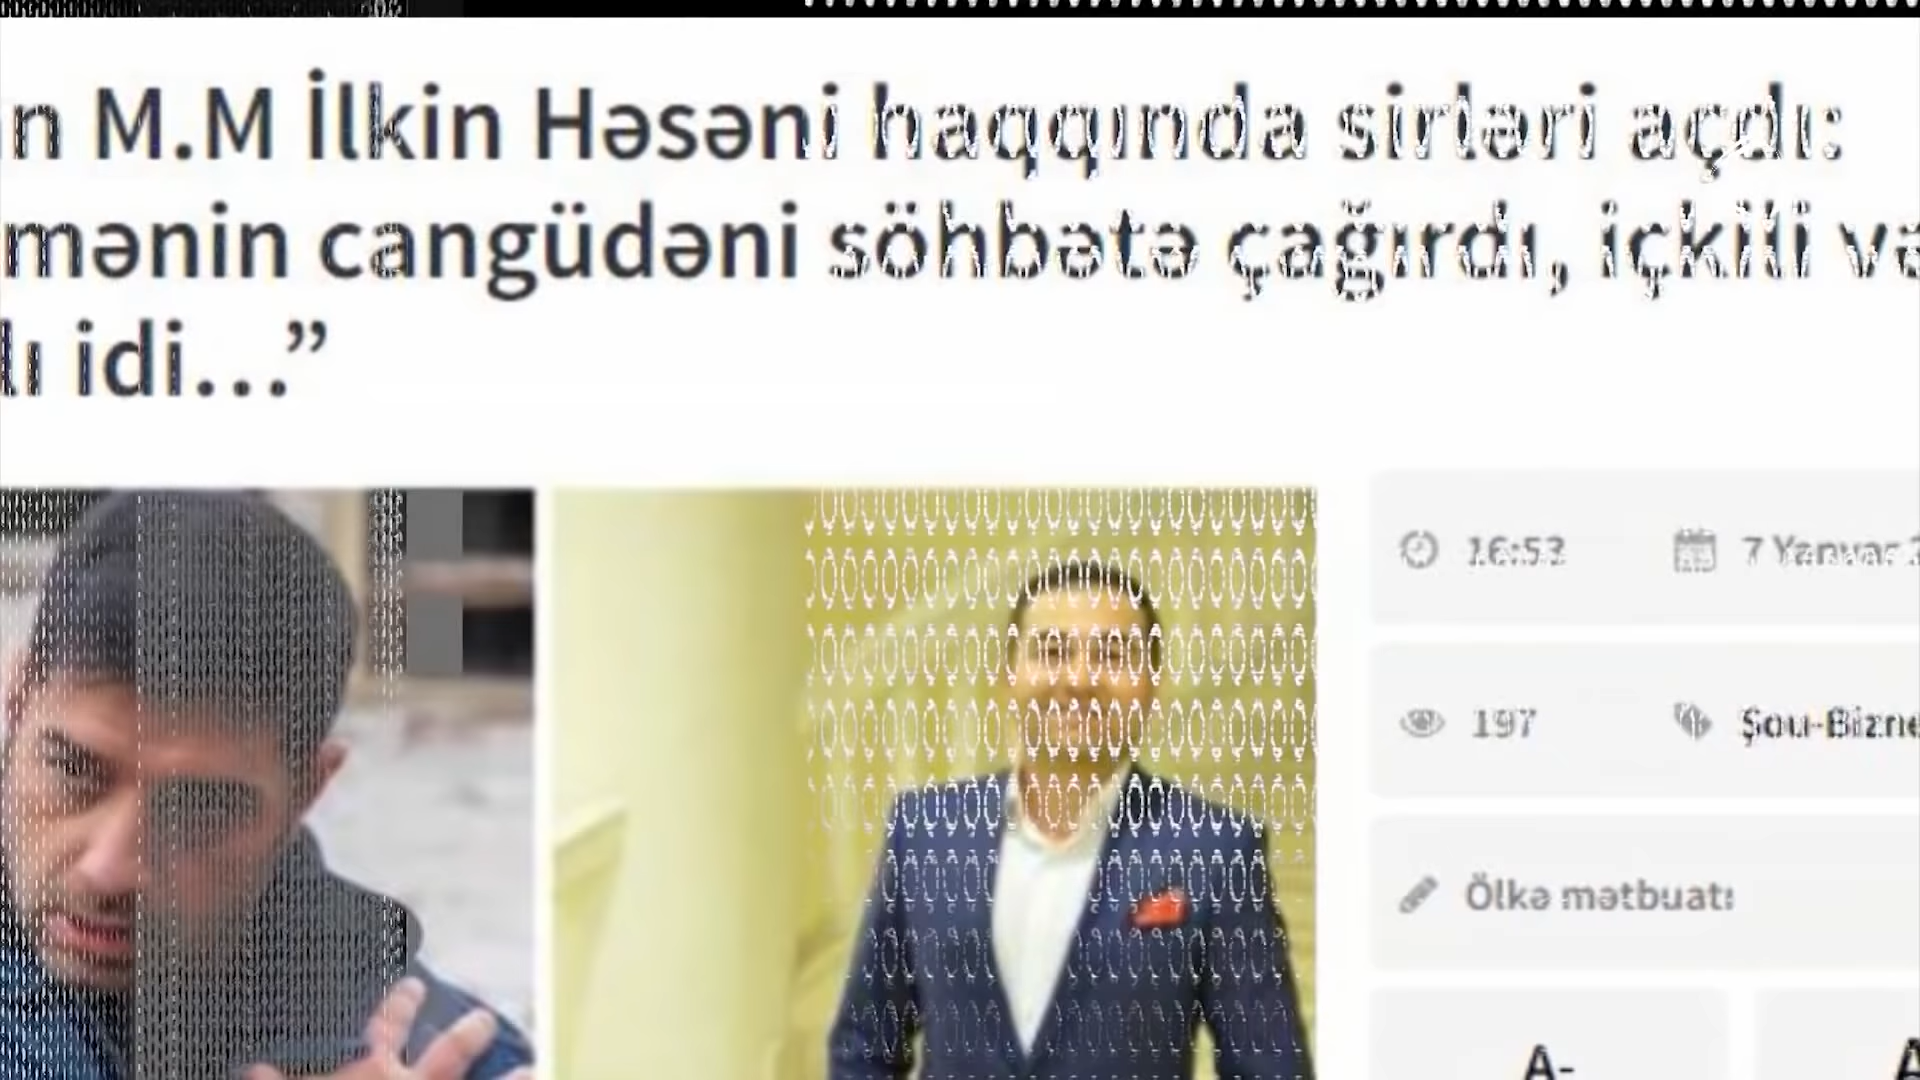 n M.M İlkin Həsəni haqqında sirləri açdı:
mənin cangüdəni söhbətə çağırdı, içkili və
lı idi...”
16:53
7 Yanvar
197
Şou-Bizne
Ölkə mətbuatı
A-
A